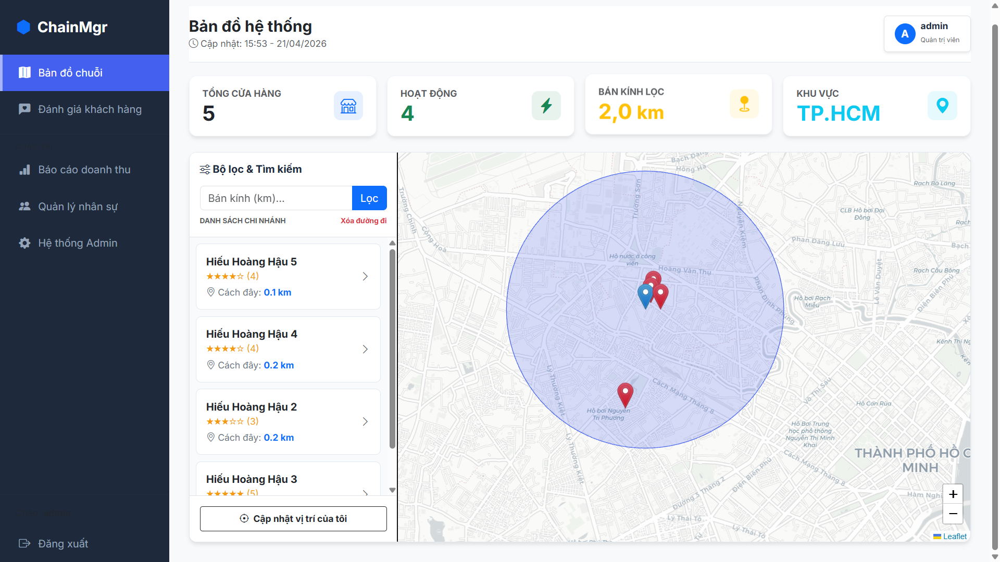 ChainMgr
Bản đồ chuỗi
Đánh giá khách hàng
Báo cáo doanh thu
Quản lý nhân sự
Hệ thống Admin
Đăng xuất
Bản đồ hệ thống
Cập nhật: 15:53 - 21/04/2026
A
admin
Quản trị viên
TỔNG CỬA HÀNG
5
HOẠT ĐỘNG
4
BÁN KÍNH LỌC
2,0 km
KHU VỰC
TP.HCM
Bộ lọc & Tìm kiếm
Bán kính (km)...
Lọc
DANH SÁCH CHI NHÁNH
Xóa đường đi
Hiếu Hoàng Hậu 5
★★★★☆ (4)
Cách đây: 0.1 km
Hiếu Hoàng Hậu 4
★★★★☆ (4)
Cách đây: 0.2 km
Hiếu Hoàng Hậu 2
★★★☆☆ (3)
Cách đây: 0.2 km
Hiếu Hoàng Hậu 3
★★★★★ (5)
Cập nhật vị trí của tôi
Bạch Đằng
Hồng Hà
Trường Sơn
Trường Chinh
Cộng Hoà
Nguyễn Kiệm
Rạch Bà Láng
CLB Hồ bơi Đại
Đồng
Rạch
Phan Đăng Lưu
Bạch
Hồ nước ở công
viên
Hoàng Văn Thụ
Phan Đình Phùng
Lê Văn Duyệt
Rạch Cầu Bông
Điện Biên Phủ
Hồ bơi Rạch
Miễu
Kênh Thị Ng
Lý Thường Kiệt
Cách Mạng Tháng 8
Võ Thị Sáu
Hồ Con Rùa
Hồ bơi Nguyễn
Tri Phương
Hồ Bơi Trung
học phổ thông
Nguyễn Thị Minh
Khai
Lý Thường Kiệt
THÀNH PHỐ HỒ C
MINH
Cách Mạng Tháng 8
Điện Biên Phủ
Đường 3 Tháng 2
Hàm Nghi
Lý Thái Tổ
Lý Thái Tổ
+
−
Leaflet